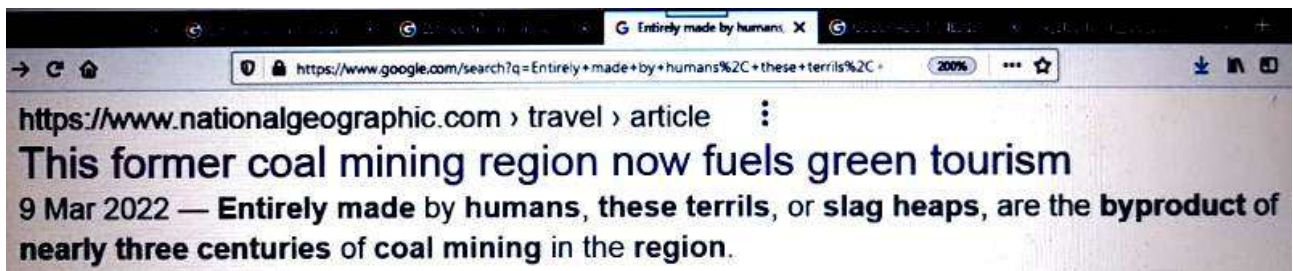 Entirely made by humans,
https://www.google.com/search?q=Entirely+made+by+humans%2C+these+terrils%2C+
200%
https://www.nationalgeographic.com › travel › article
This former coal mining region now fuels green tourism
9 Mar 2022 — Entirely made by humans, these terrils, or slag heaps, are the byproduct of
nearly three centuries of coal mining in the region.